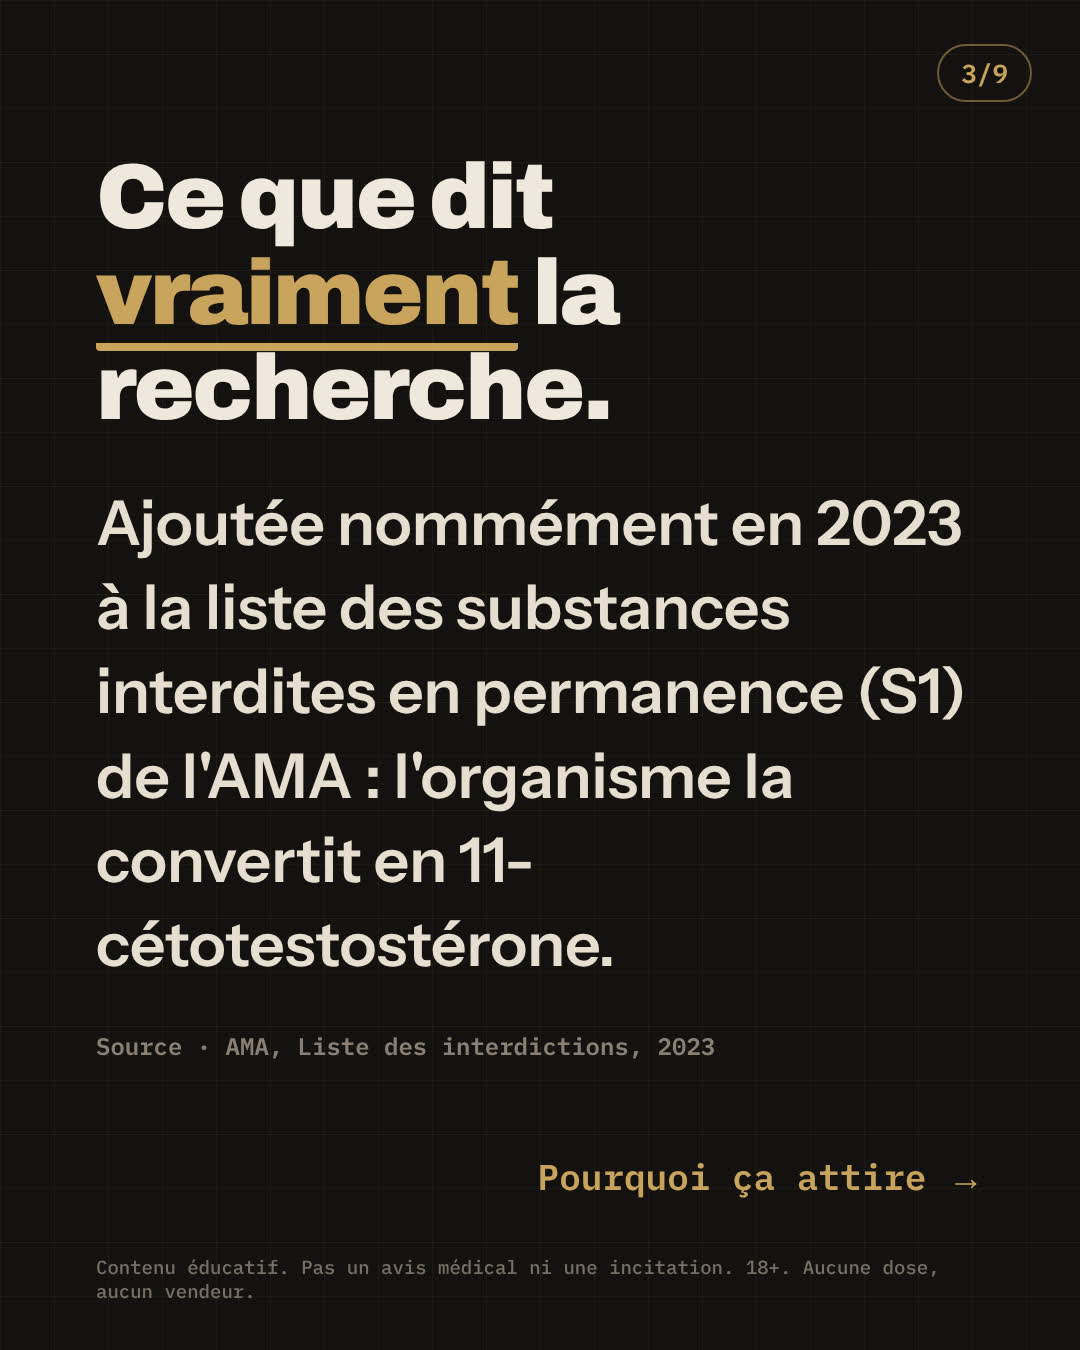 3/9
Ce que dit
vraiment la
recherche.
Ajoutée nommément en 2023
à la liste des substances
interdites en permanence (S1)
de l'AMA : l'organisme la
convertit en 11-
cétotestostérone.
Source · AMA, Liste des interdictions, 2023
Pourquoi ça attire →
Contenu éducatif. Pas un avis médical ni une incitation. 18+. Aucune dose,
aucun vendeur.